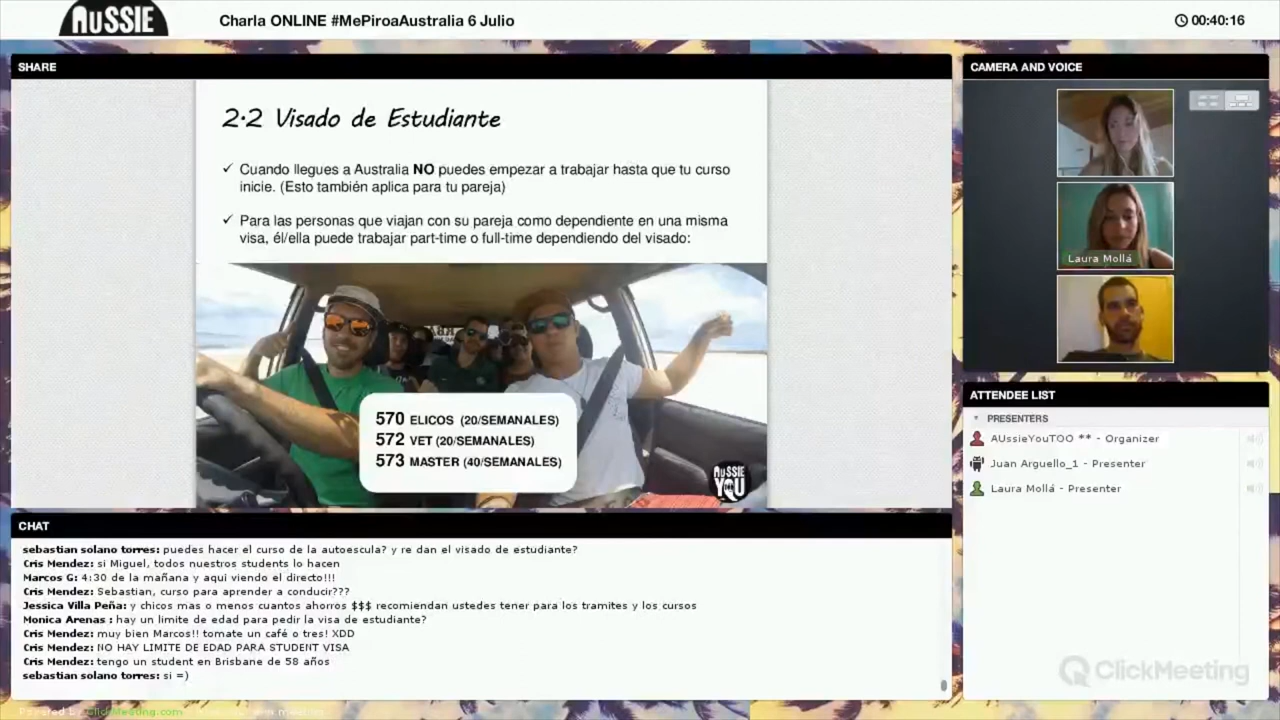 AUSSIE
Charla ONLINE #MePiroaAustralia 6 Julio
00:40:16
SHARE
2.2 Visado de Estudiante
✓ Cuando llegues a Australia NO puedes empezar a trabajar hasta que tu curso
inicie. (Esto también aplica para tu pareja)
✓ Para las personas que viajan con su pareja como dependiente en una misma
visa, él/ella puede trabajar part-time o full-time dependiendo del visado:
570 ELICOS (20/SEMANALES)
572 VET (20/SEMANALES)
573 MASTER (40/SEMANALES)
AUSSIE
YOU
CHAT
sebastian solano torres: puedes hacer el curso de la autoescula? y re dan el visado de estudiante?
Cris Mendez: si Miguel, todos nuestros students lo hacen
Marcos G: 4:30 de la mañana y aqui viendo el directo!!!
Cris Mendez: Sebastian, curso para aprender a conducir???
Jessica Villa Peña: y chicos mas o menos cuantos ahorros $$$ recomiendan ustedes tener para los tramites y los cursos
Monica Arenas : hay un limite de edad para pedir la visa de estudiante?
Cris Mendez: muy bien Marcos!! tomate un café o tres! XDD
Cris Mendez: NO HAY LIMITE DE EDAD PARA STUDENT VISA
Cris Mendez: tengo un student en Brisbane de 58 años
sebastian solano torres: si =)
Powered by ClickMeeting.com
CAMERA AND VOICE
Laura Mollá
ATTENDEE LIST
PRESENTERS
AUssieYouTOO ** - Organizer
Juan Arguello_1 - Presenter
Laura Mollá - Presenter
ClickMeeting